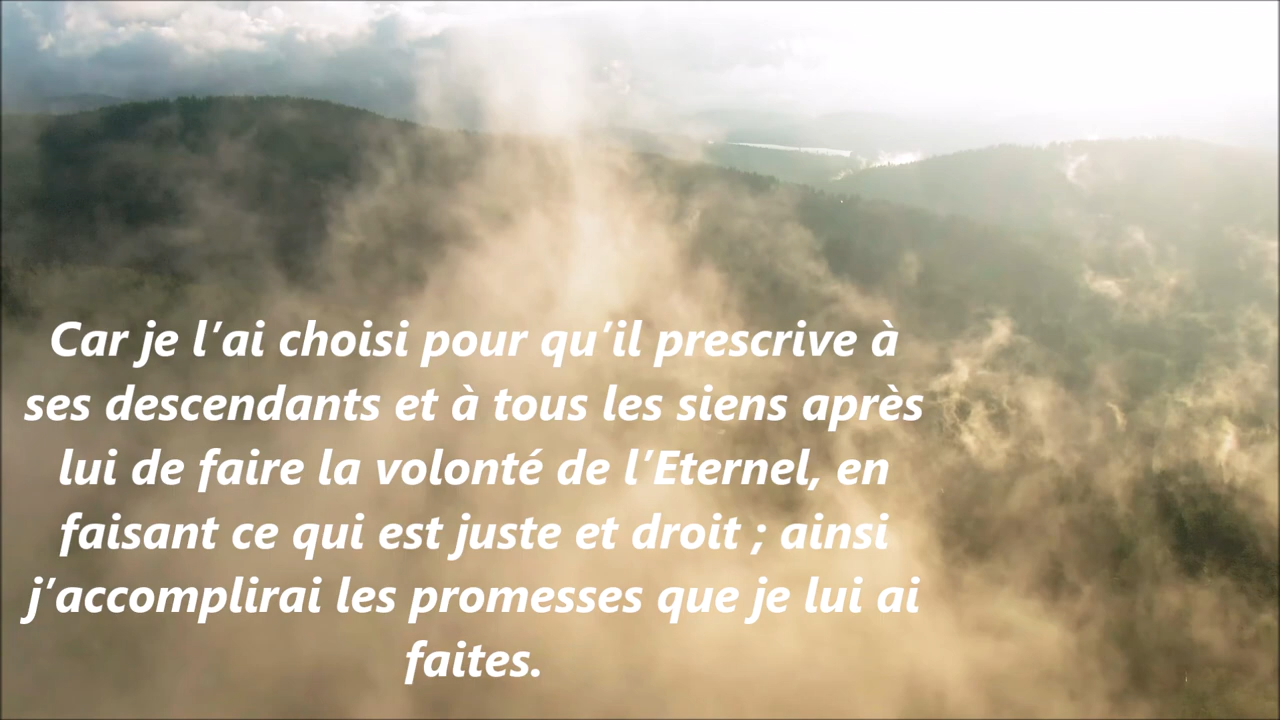 Car je l’ai choisi pour qu’il prescrive à
ses descendants et à tous les siens après
lui de faire la volonté de l’Eternel, en
faisant ce qui est juste et droit ; ainsi
j’accomplirai les promesses que je lui ai
faites.